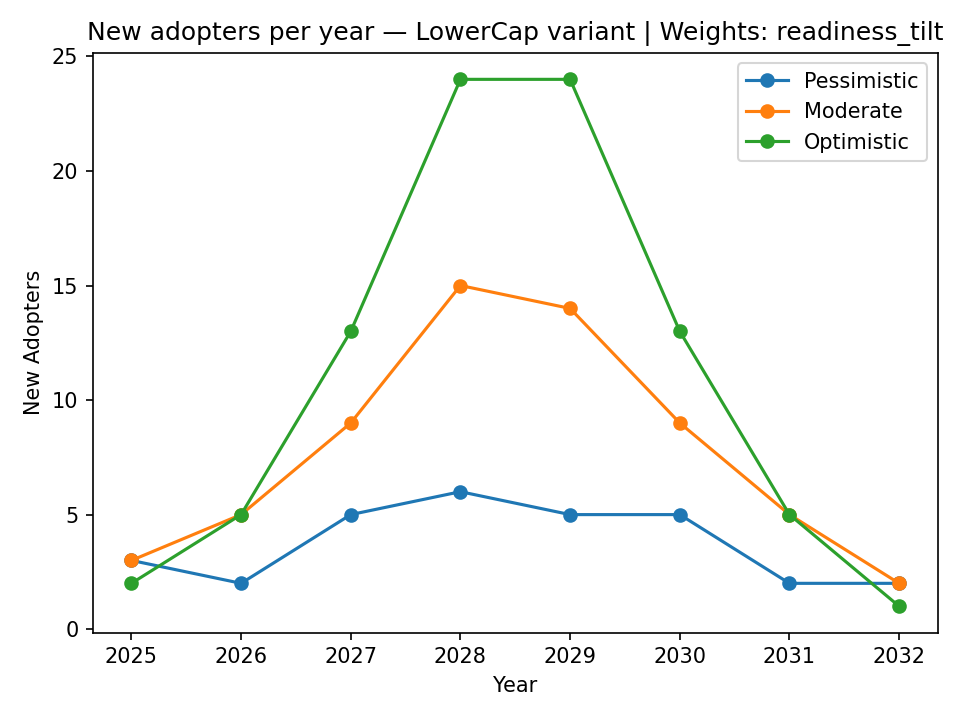 New adopters per year — LowerCap variant | Weights: readiness_tilt
Pessimistic
Moderate
Optimistic
25
20
15
10
5
0
New Adopters
2025 2026 2027 2028 2029 2030 2031 2032
Year